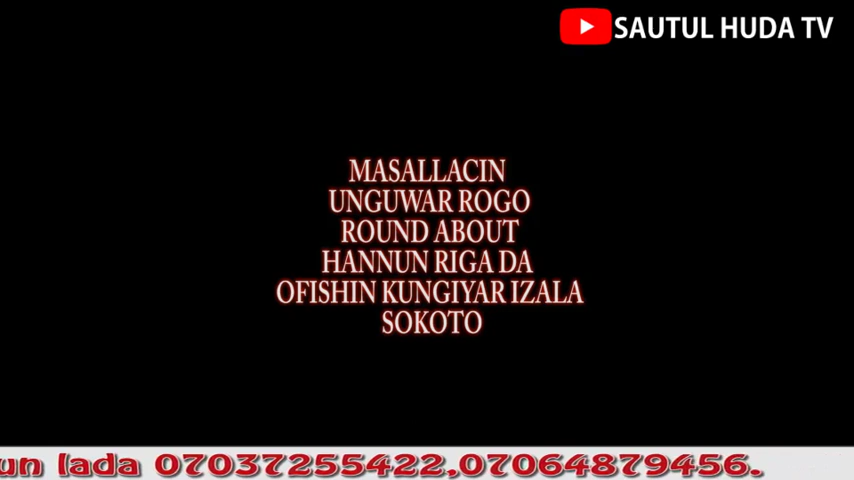 SAUTUL HUDA TV
MASALLACIN
UNGUWAR ROGO
ROUND ABOUT
HANNUN RIGA DA
OFISHIN KUNGIYAR IZALA
SOKOTO
un lada 07037255422,07064879456.